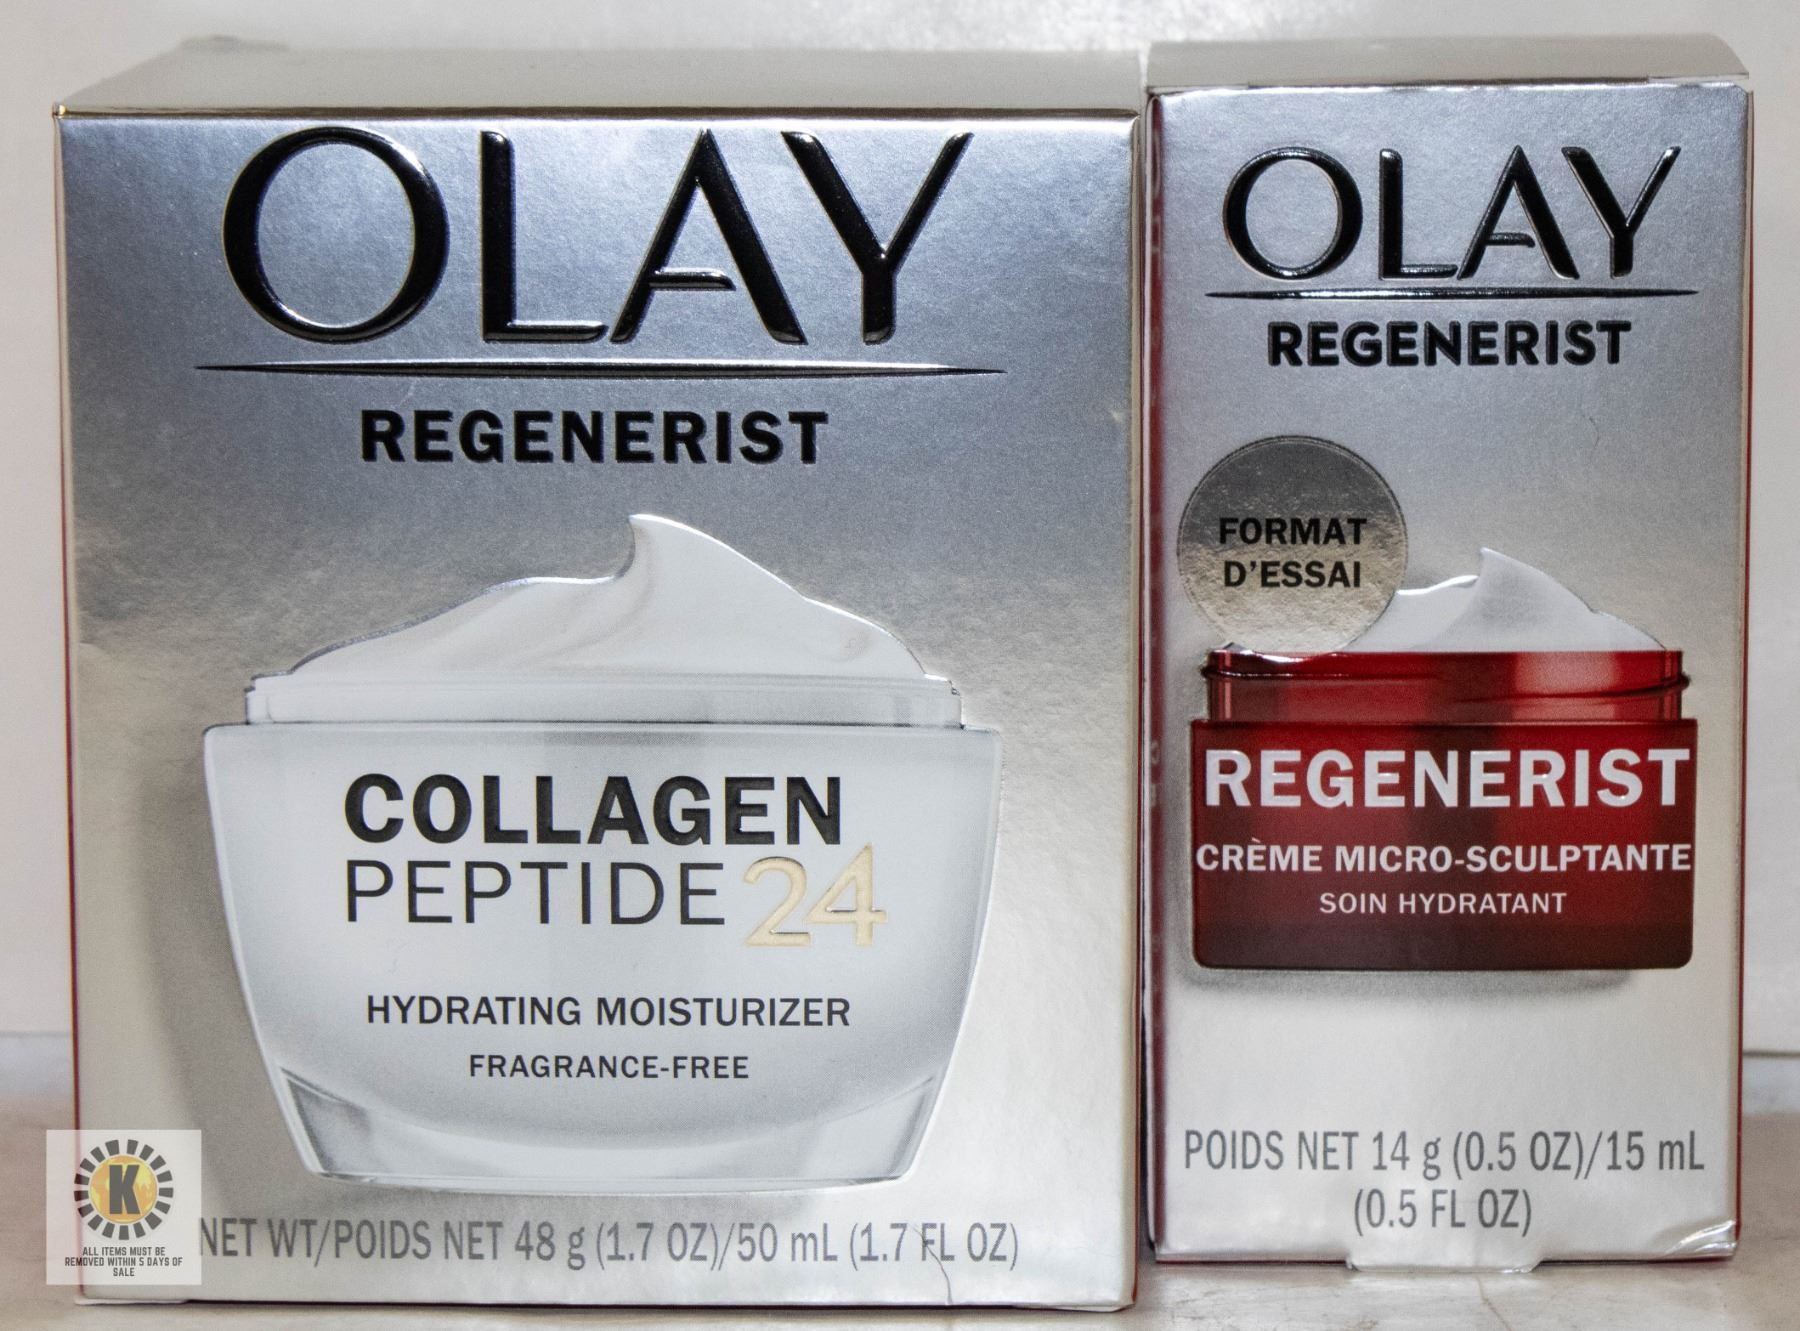 OLAY
REGENERIST
COLLAGEN
PEPTIDE 24
HYDRATING MOISTURIZER
FRAGRANCE-FREE
NET WT/POIDS NET 48 g (1.7 OZ)/50 mL (1.7 FL OZ)
OLAY
REGENERIST
FORMAT
D'ESSAI
REGENERIST
CRÈME MICRO-SCULPTANTE
SOIN HYDRATANT
POIDS NET 14 g (0.5 OZ)/15 mL
(0.5 FL OZ)
K
ALL ITEMS MUST BE
REMOVED WITHIN 5 DAYS OF
SALE